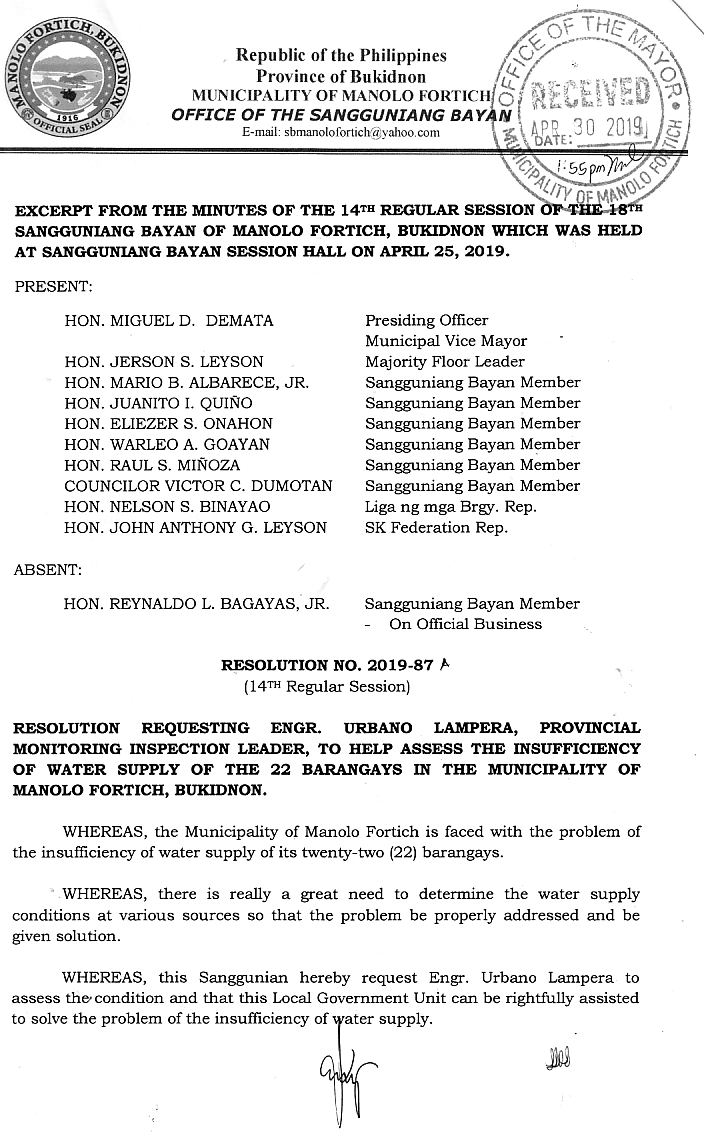 MANOLO FORTICH, BUKIDNON
1916
OFFICIAL SEAL
Republic of the Philippines
Province of Bukidnon
MUNICIPALITY OF MANOLO FORTICH
OFFICE OF THE SANGGUNIANG BAYAN
E-mail: sbmanolofortich@yahoo.com
OFFICE OF THE MAYOR
RECEIVED
APR 30 2019
DATE:
1:55pm
MUNICIPALITY OF MANOLO FORTICH
EXCERPT FROM THE MINUTES OF THE 14TH REGULAR SESSION OF THE 18TH
SANGGUNIANG BAYAN OF MANOLO FORTICH, BUKIDNON WHICH WAS HELD
AT SANGGUNIANG BAYAN SESSION HALL ON APRIL 25, 2019.
PRESENT:
HON. MIGUEL D. DEMATA Presiding Officer
Municipal Vice Mayor
HON. JERSON S. LEYSON Majority Floor Leader
HON. MARIO B. ALBARECE, JR. Sangguniang Bayan Member
HON. JUANITO I. QUIÑO Sangguniang Bayan Member
HON. ELIEZER S. ONAHON Sangguniang Bayan Member
HON. WARLEO A. GOAYAN Sangguniang Bayan Member
HON. RAUL S. MIÑOZA Sangguniang Bayan Member
COUNCILOR VICTOR C. DUMOTAN Sangguniang Bayan Member
HON. NELSON S. BINAYAO Liga ng mga Brgy. Rep.
HON. JOHN ANTHONY G. LEYSON SK Federation Rep.
ABSENT:
HON. REYNALDO L. BAGAYAS, JR. Sangguniang Bayan Member
- On Official Business
RESOLUTION NO. 2019-87 A
(14TH Regular Session)
RESOLUTION REQUESTING ENGR. URBANO LAMPERA, PROVINCIAL
MONITORING INSPECTION LEADER, TO HELP ASSESS THE INSUFFICIENCY
OF WATER SUPPLY OF THE 22 BARANGAYS IN THE MUNICIPALITY OF
MANOLO FORTICH, BUKIDNON.
WHEREAS, the Municipality of Manolo Fortich is faced with the problem of
the insufficiency of water supply of its twenty-two (22) barangays.
WHEREAS, there is really a great need to determine the water supply
conditions at various sources so that the problem be properly addressed and be
given solution.
WHEREAS, this Sanggunian hereby request Engr. Urbano Lampera to
assess the condition and that this Local Government Unit can be rightfully assisted
to solve the problem of the insufficiency of water supply.